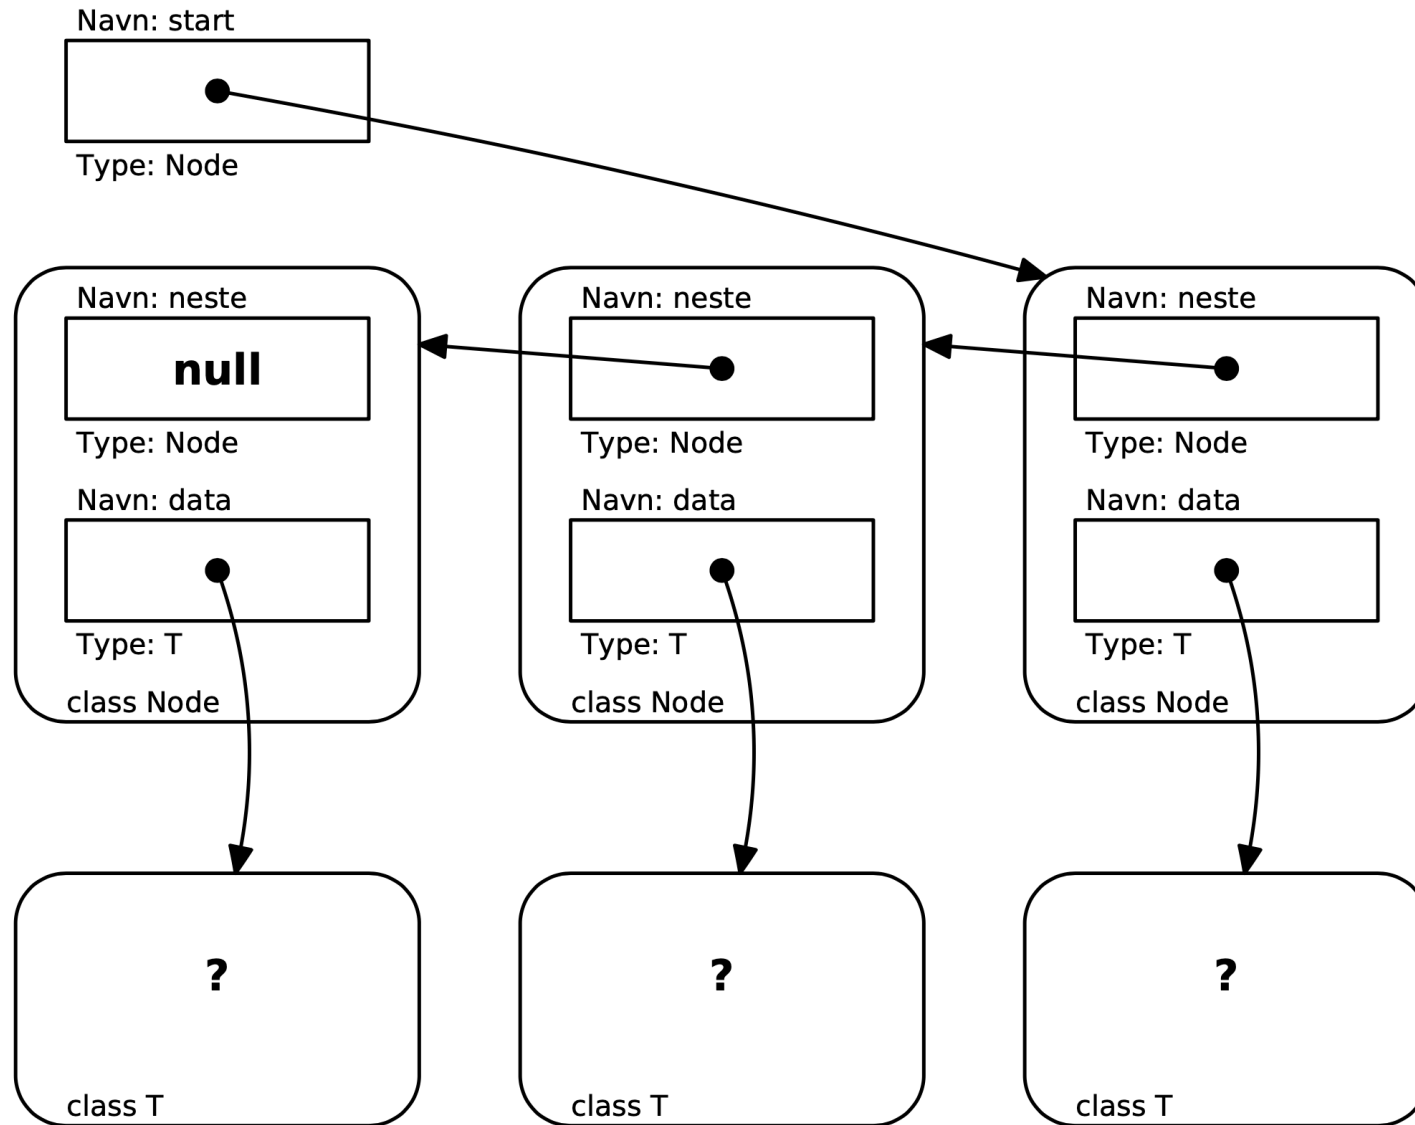 Navn: start
Type: Node
Navn: neste
null
Type: Node
Navn: data
Type: T
class Node
Navn: neste
Type: Node
Navn: data
Type: T
class Node
Navn: neste
Type: Node
Navn: data
Type: T
class Node
?
class T
?
class T
?
class T